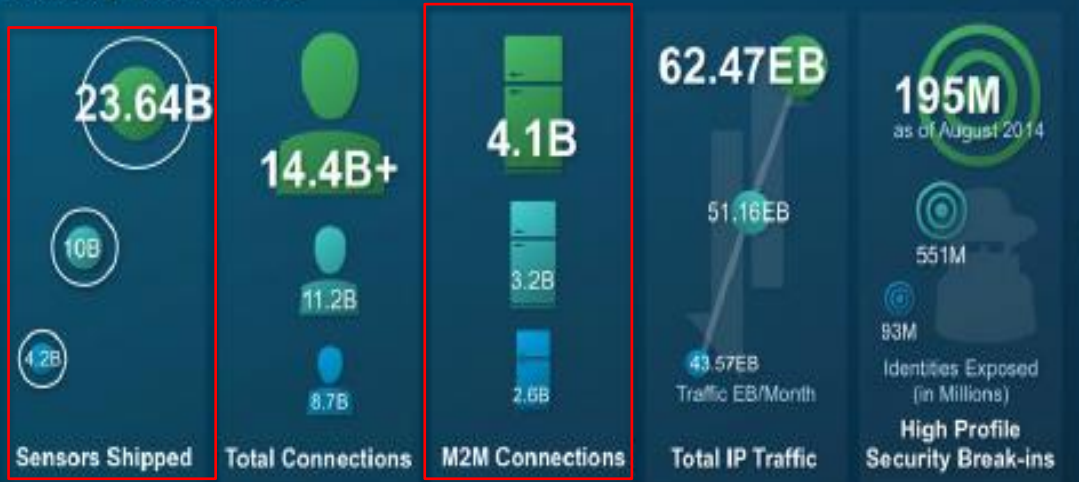 23.64B
10B
4.2B
Sensors Shipped
14.4B+
11.2B
8.7B
Total Connections
4.1B
3.2B
2.6B
M2M Connections
62.47EB
51.16EB
43.57EB
Traffic EB/Month
Total IP Traffic
195M
as of August 2014
551M
93M
Identities Exposed
(in Millions)
High Profile
Security Break-ins